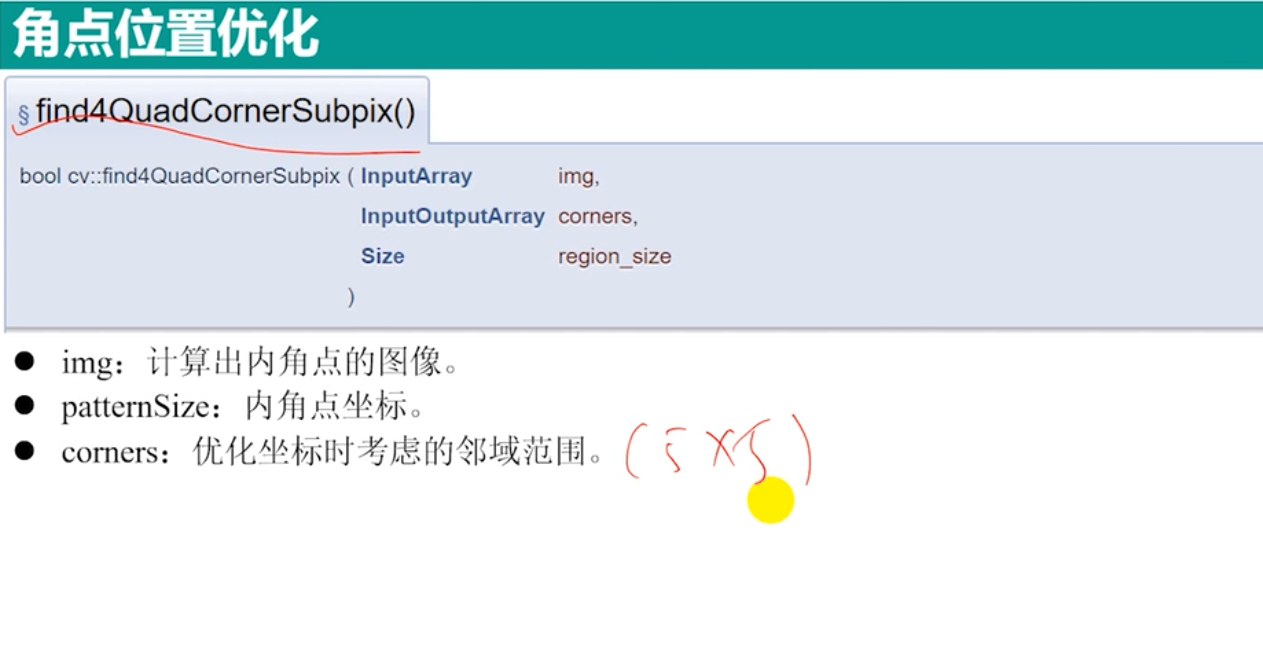 角点位置优化
§ find4QuadCornerSubpix()
bool cv::find4QuadCornerSubpix ( InputArray img,
InputOutputArray corners,
Size region_size
)
● img：计算出内角点的图像。
● patternSize：内角点坐标。
● corners：优化坐标时考虑的邻域范围。(5×5)